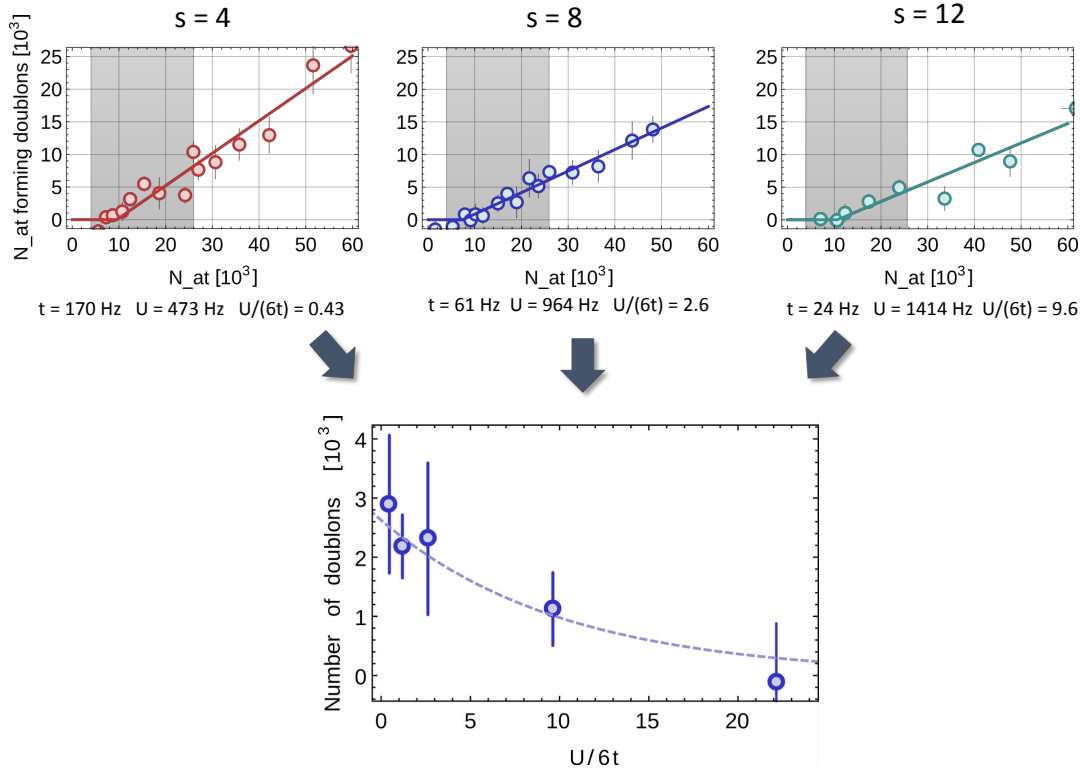 s = 4
s = 8
s = 12
N_at forming doublons [10³]
25
20
15
10
5
0
0 10 20 30 40 50 60
N_at [10³]
t = 170 Hz U = 473 Hz U/(6t) = 0.43
25
20
15
10
5
0
0 10 20 30 40 50 60
N_at [10³]
t = 61 Hz U = 964 Hz U/(6t) = 2.6
25
20
15
10
5
0
0 10 20 30 40 50 60
N_at [10³]
t = 24 Hz U = 1414 Hz U/(6t) = 9.6
Number of doublons [10³]
4
3
2
1
0
0 5 10 15 20
U/6t